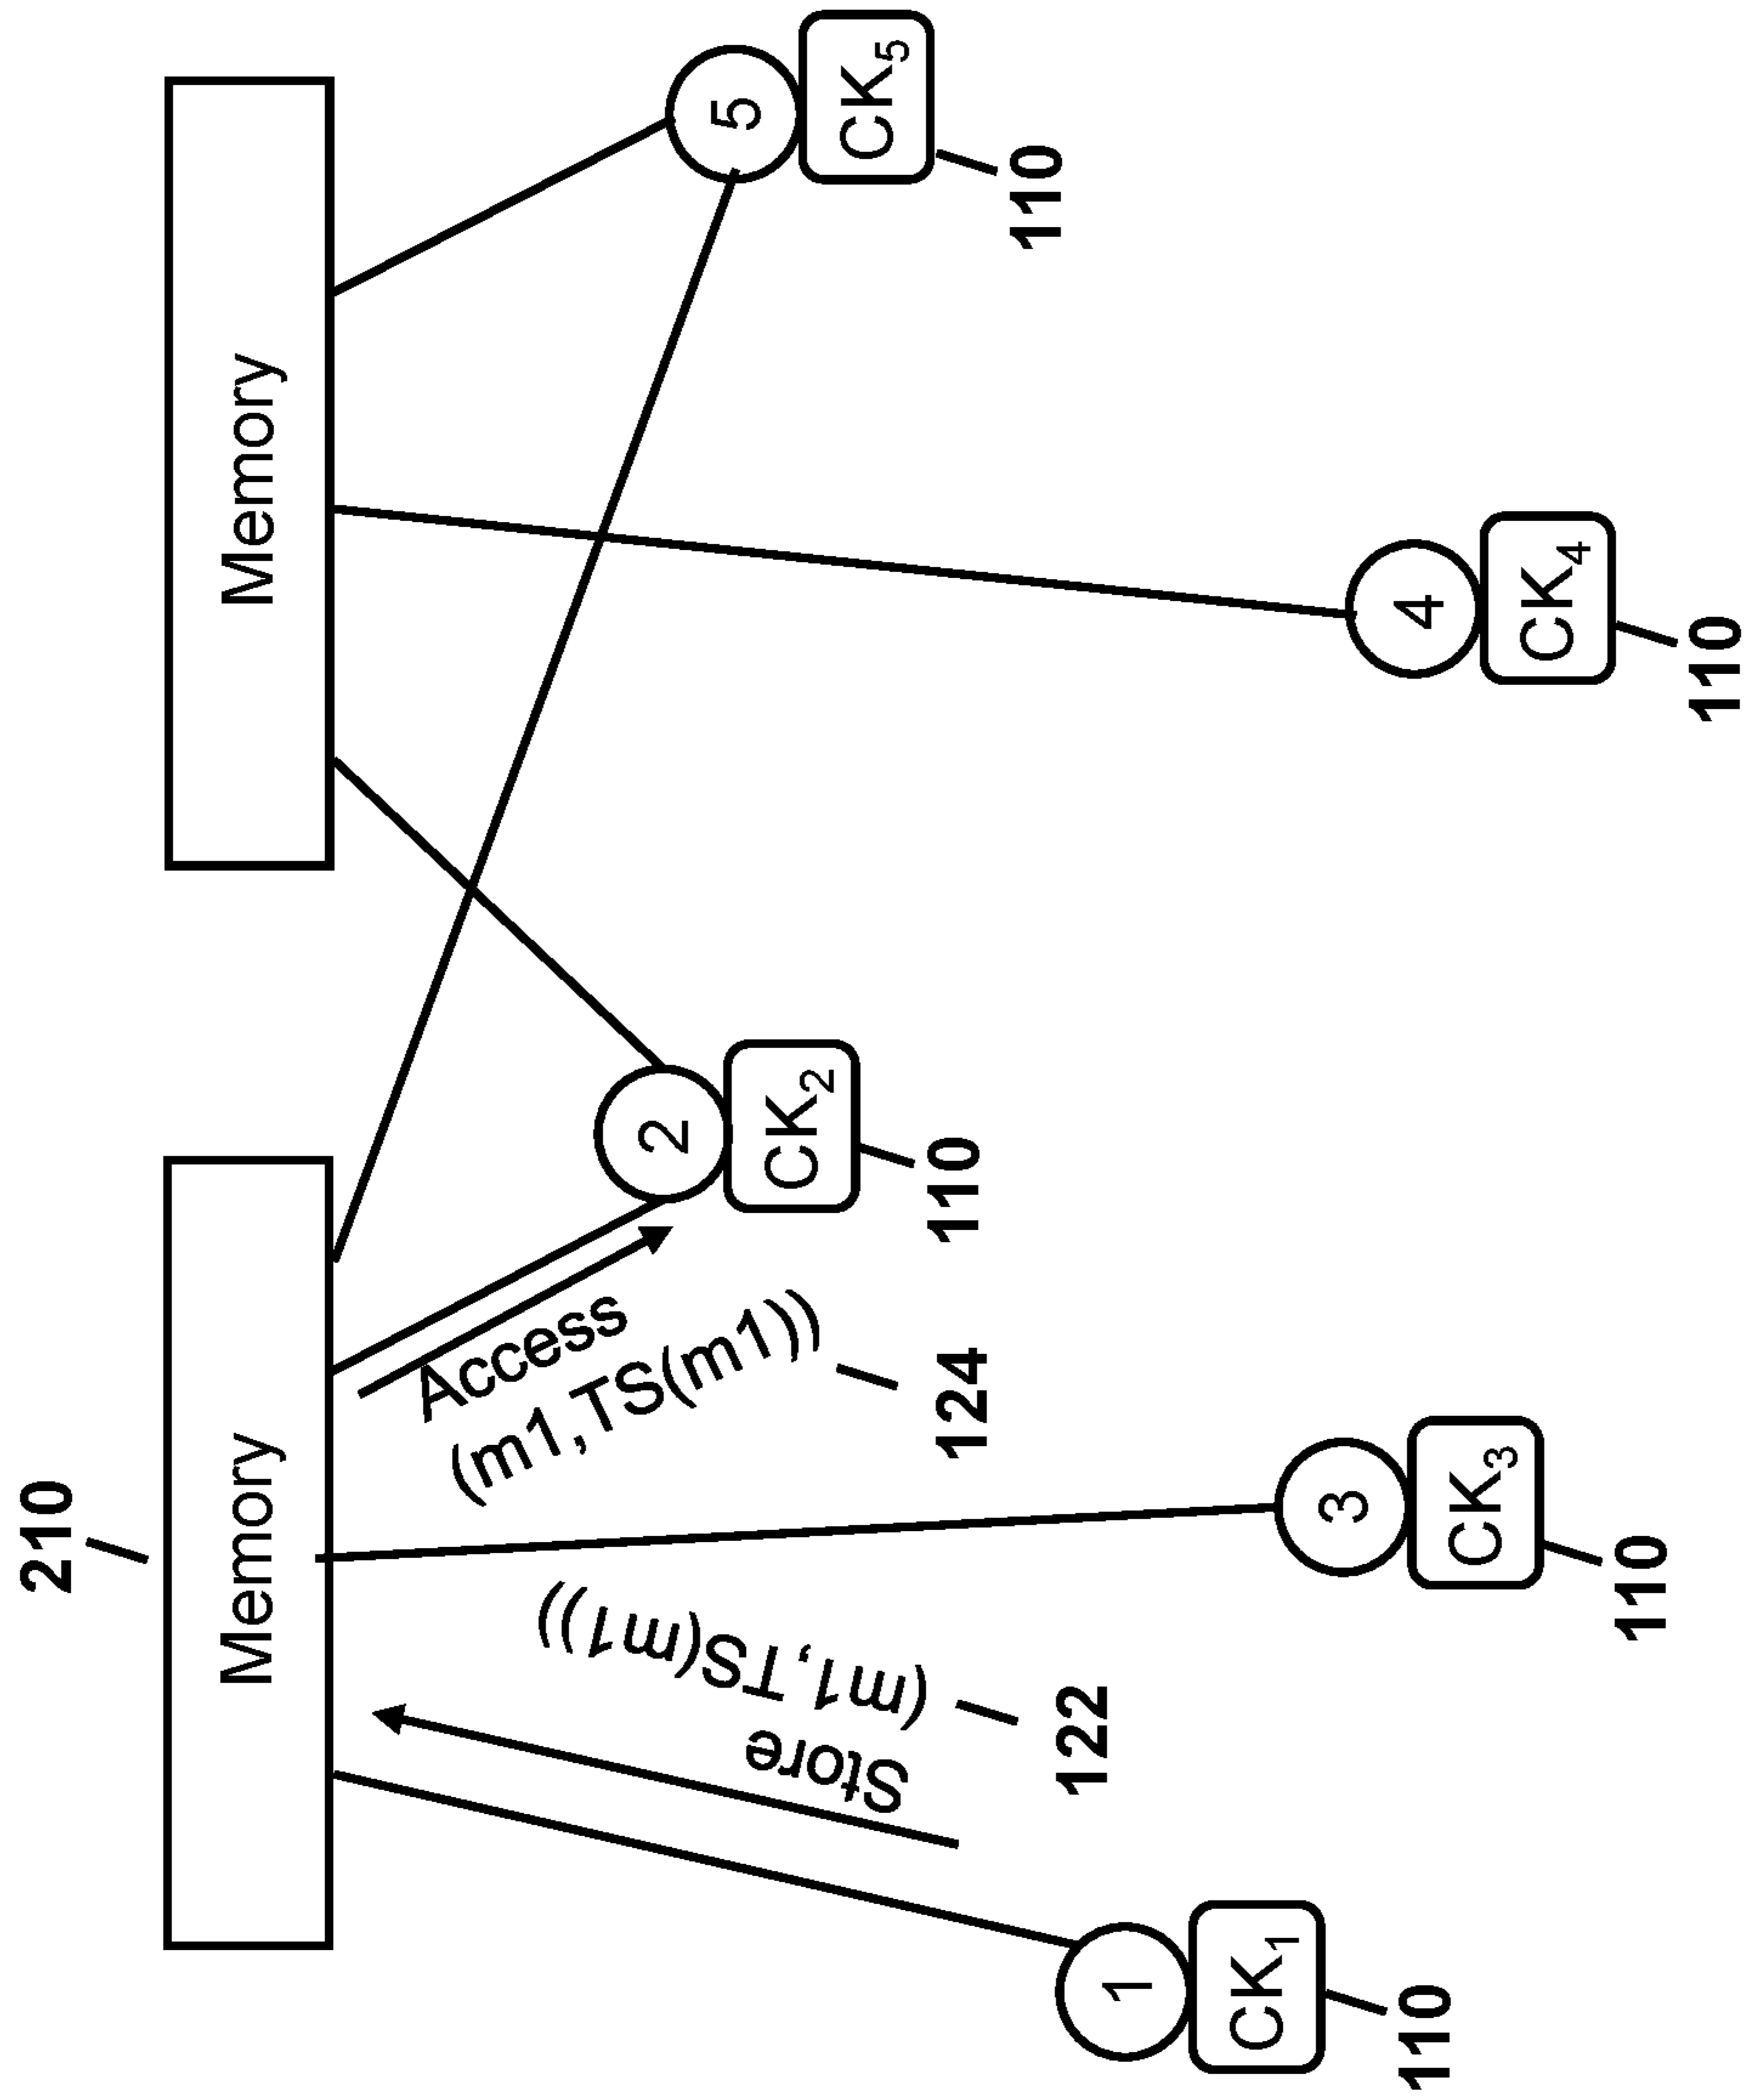 210
Memory
Memory
Access
(m1,TS(m1))
124
Store
(m1,TS(m1))
122
2
CK2
110
5
CK5
110
1
CK1
110
3
CK3
110
4
CK4
110